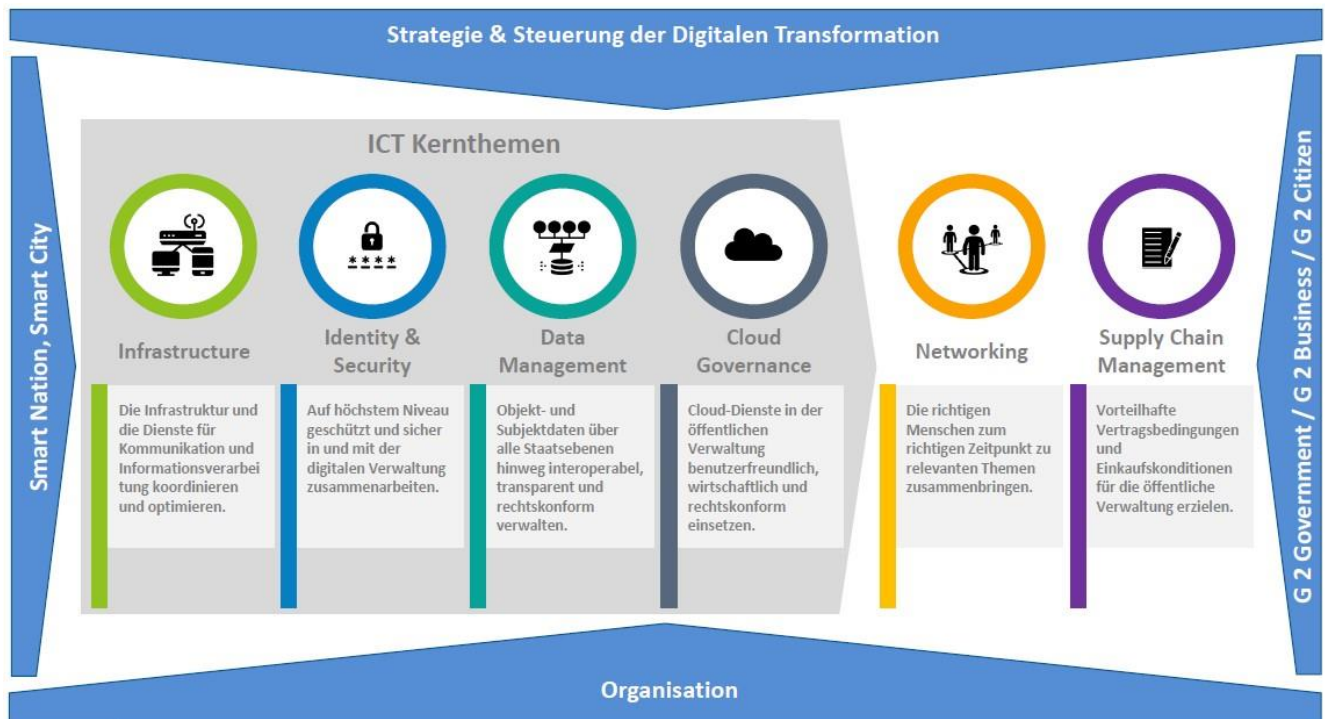 Strategie & Steuerung der Digitalen Transformation
Smart Nation, Smart City
ICT Kernthemen
Infrastructure
Die Infrastruktur und
die Dienste für
Kommunikation und
Informationsverarbei
tung koordinieren
und optimieren.
Identity &
Security
Auf höchstem Niveau
geschützt und sicher
in und mit der
digitalen Verwaltung
zusammenarbeiten.
Data
Management
Objekt- und
Subjektdaten über
alle Staatsebenen
hinweg interoperabel,
transparent und
rechtskonform
verwalten.
Cloud
Governance
Cloud-Dienste in der
öffentlichen
Verwaltung
benutzerfreundlich,
wirtschaftlich und
rechtskonform
einsetzen.
Networking
Die richtigen
Menschen zum
richtigen Zeitpunkt zu
relevanten Themen
zusammenbringen.
Supply Chain
Management
Vorteilhafte
Vertragsbedingungen
und
Einkaufskonditionen
für die öffentliche
Verwaltung erzielen.
G 2 Government / G 2 Business / G 2 Citizen
Organisation